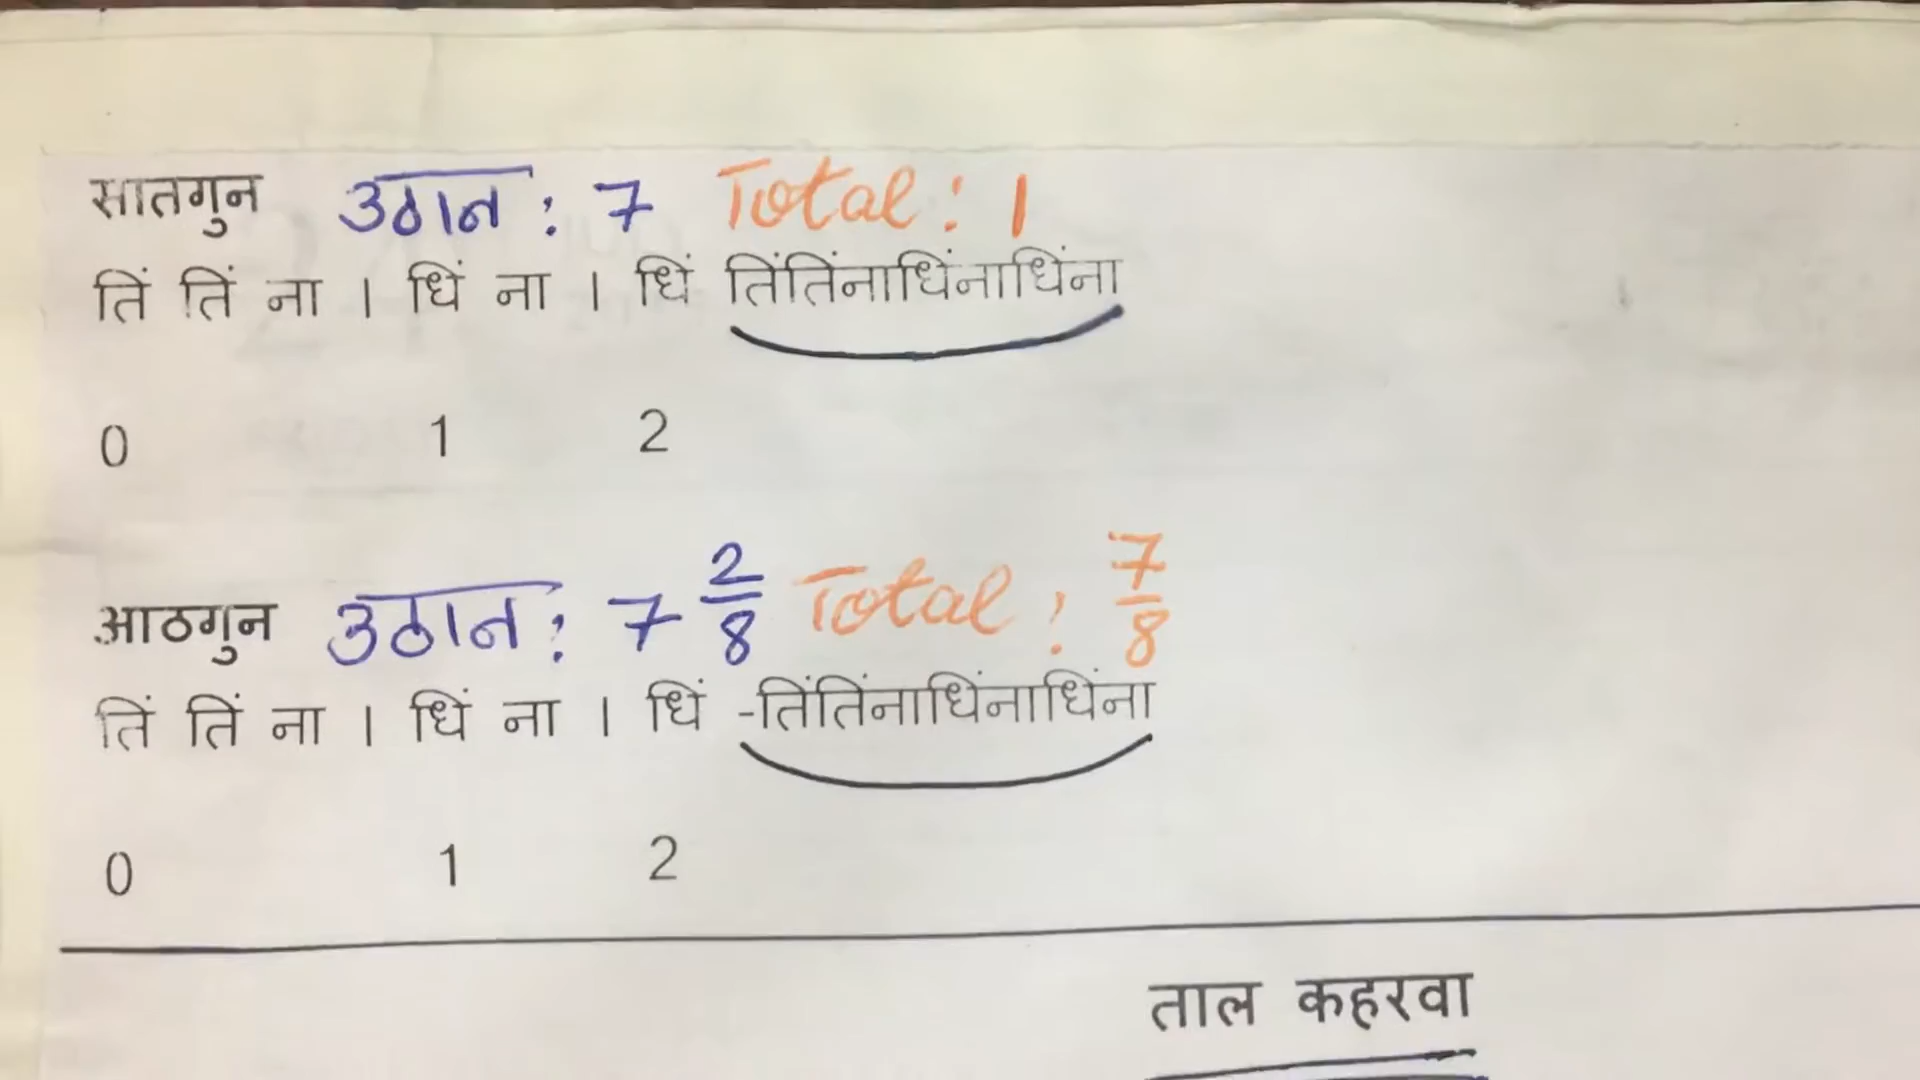 सातगुन उठान : 7 Total : 1
तिं तिं ना । धिं ना । धिं तिंतिंनाधिंनाधिंना
0 1 2
आठगुन उठान : 7 2/8 Total : 7/8
तिं तिं ना । धिं ना । धिं -तिंतिंनाधिंनाधिंना
0 1 2
ताल कहरवा